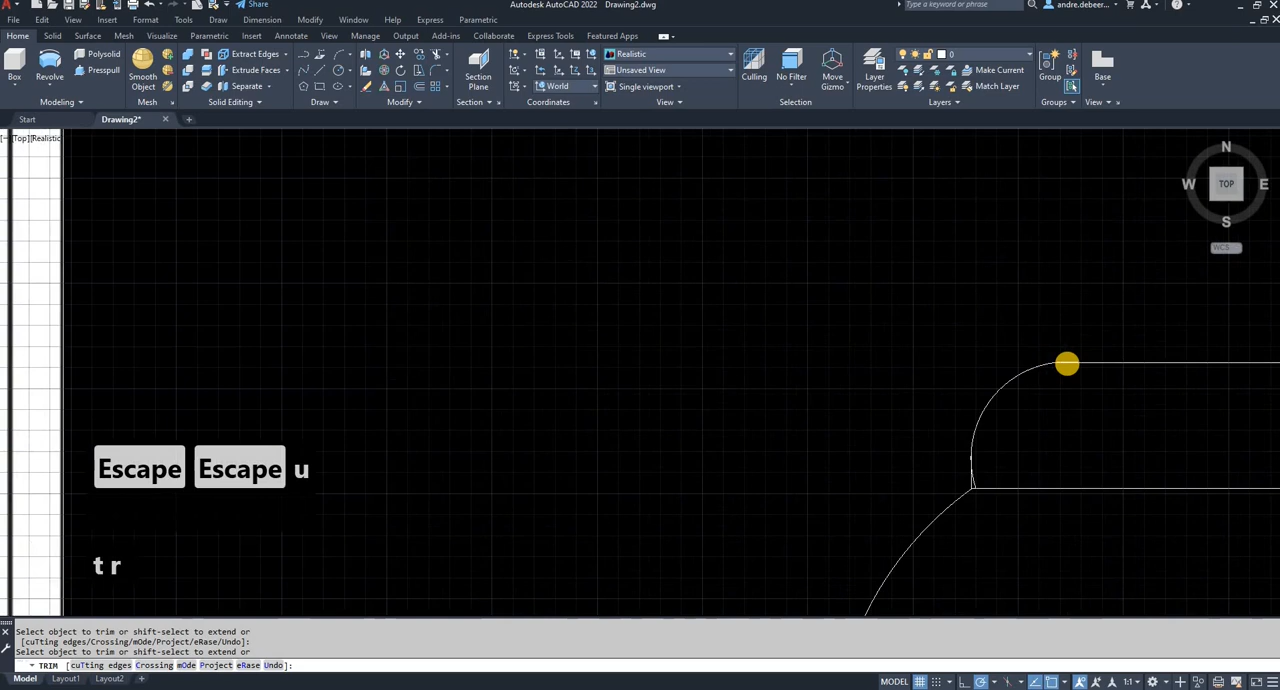 Share
Autodesk AutoCAD 2022 Drawing2.dwg
Type a keyword or phrase
andre.debeer...
File Edit View Insert Format Tools Draw Dimension Modify Window Help Express Parametric
Home Solid Surface Mesh Visualize Parametric Insert Annotate View Manage Output Add-ins Collaborate Express Tools Featured Apps
Polysolid Extract Edges Realistic 0
Box Revolve Presspull Smooth Object Extrude Faces Section Plane Unsaved View Culling No Filter Move Gizmo Layer Properties Make Current Group Base
Separate World Single viewport Match Layer
Modeling Mesh Solid Editing Draw Modify Section Coordinates View Selection Layers Groups View
Start Drawing2*
[-][Top][Realistic
N
W TOP E
S
WCS
Escape Escape u
t r
Select object to trim or shift-select to extend or
[cuTting edges/Crossing/mOde/Project/eRase/Undo]:
Select object to trim or shift-select to extend or
TRIM [cuTting edges Crossing mOde Project eRase Undo]:
Model Layout1 Layout2 +
MODEL 1:1